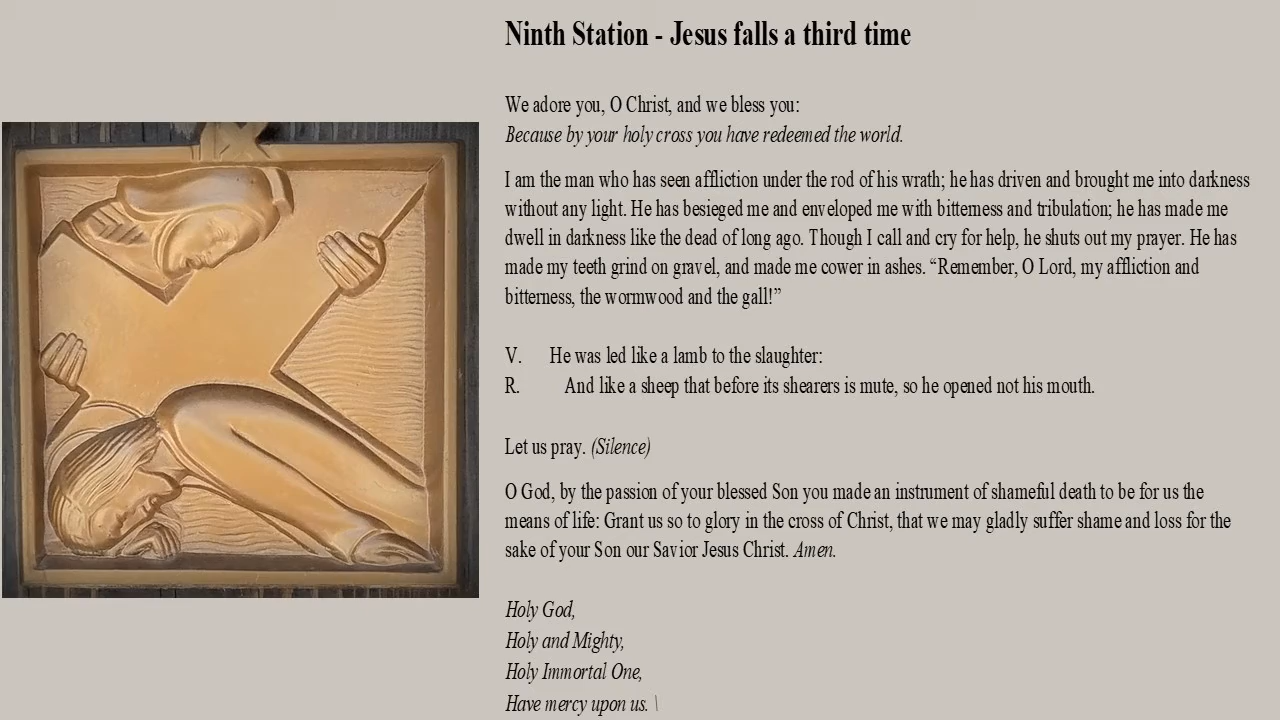 Ninth Station - Jesus falls a third time
We adore you, O Christ, and we bless you:
Because by your holy cross you have redeemed the world.
I am the man who has seen affliction under the rod of his wrath; he has driven and brought me into darkness
without any light. He has besieged me and enveloped me with bitterness and tribulation; he has made me
dwell in darkness like the dead of long ago. Though I call and cry for help, he shuts out my prayer. He has
made my teeth grind on gravel, and made me cower in ashes. “Remember, O Lord, my affliction and
bitterness, the wormwood and the gall!”
V. He was led like a lamb to the slaughter:
R. And like a sheep that before its shearers is mute, so he opened not his mouth.
Let us pray. (Silence)
O God, by the passion of your blessed Son you made an instrument of shameful death to be for us the
means of life: Grant us so to glory in the cross of Christ, that we may gladly suffer shame and loss for the
sake of your Son our Savior Jesus Christ. Amen.
Holy God,
Holy and Mighty,
Holy Immortal One,
Have mercy upon us. \